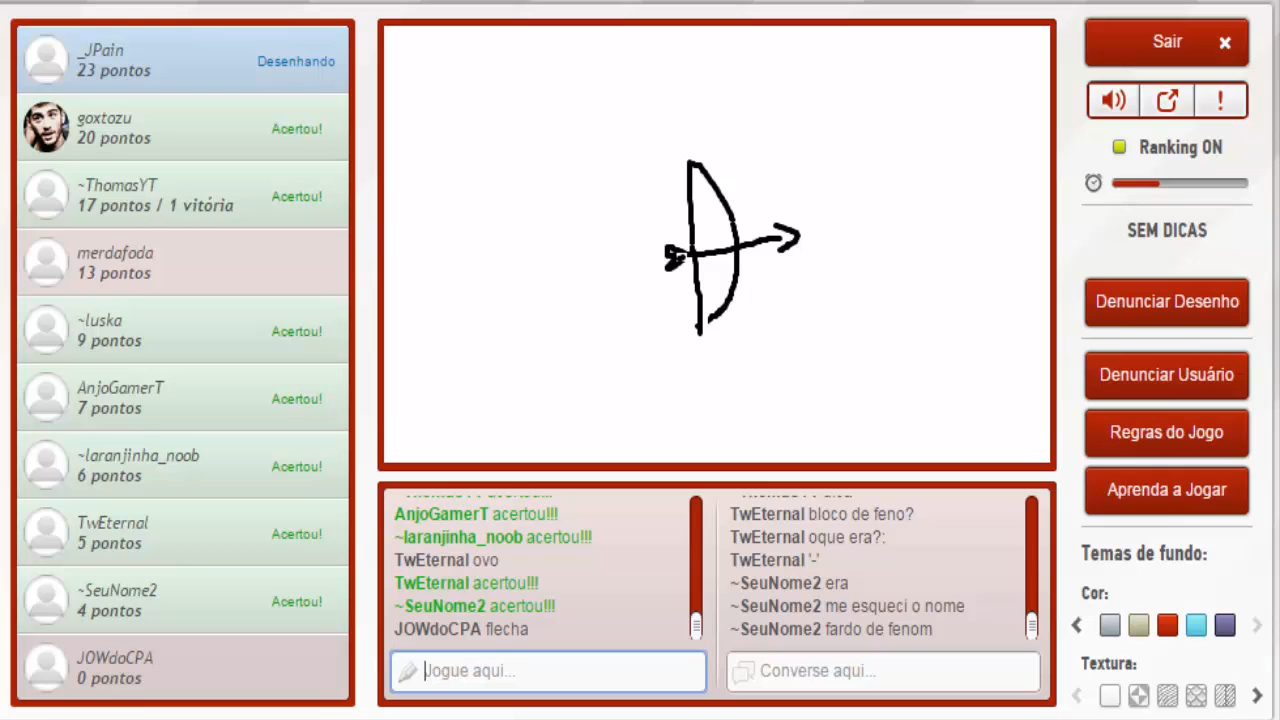 _JPain
23 pontos
Desenhando
goxtozu
20 pontos
Acertou!
~ThomasYT
17 pontos / 1 vitória
Acertou!
merdafoda
13 pontos
~luska
9 pontos
Acertou!
AnjoGamerT
7 pontos
Acertou!
~laranjinha_noob
6 pontos
Acertou!
TwEternal
5 pontos
Acertou!
~SeuNome2
4 pontos
Acertou!
JOWdoCPA
0 pontos
AnjoGamerT acertou!!!
~laranjinha_noob acertou!!!
TwEternal ovo
TwEternal acertou!!!
~SeuNome2 acertou!!!
JOWdoCPA flecha
Jogue aqui...
TwEternal bloco de feno?
TwEternal oque era?:
TwEternal '-'
~SeuNome2 era
~SeuNome2 me esqueci o nome
~SeuNome2 fardo de fenom
Converse aqui...
Sair
Ranking ON
SEM DICAS
Denunciar Desenho
Denunciar Usuário
Regras do Jogo
Aprenda a Jogar
Temas de fundo:
Cor:
Textura: